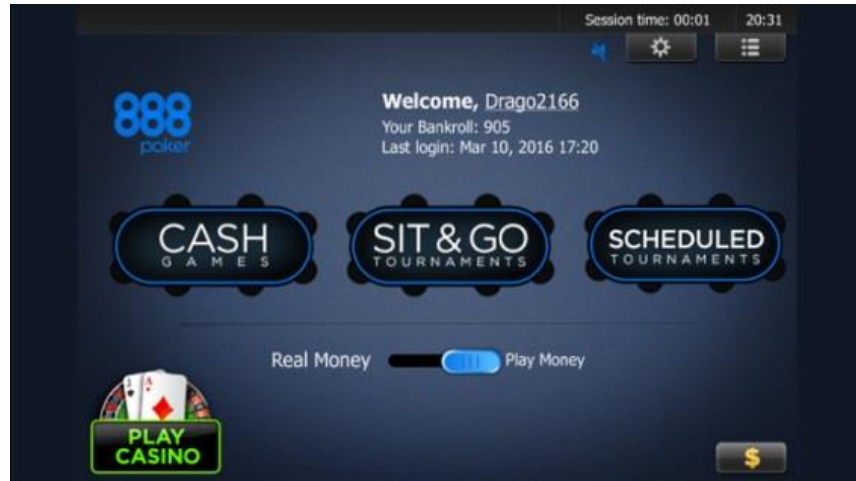 Session time: 00:01 20:31
888
poker
Welcome, Drago2166
Your Bankroll: 905
Last login: Mar 10, 2016 17:20
CASH
GAMES
SIT & GO
TOURNAMENTS
SCHEDULED
TOURNAMENTS
Real Money Play Money
A
PLAY
CASINO
$